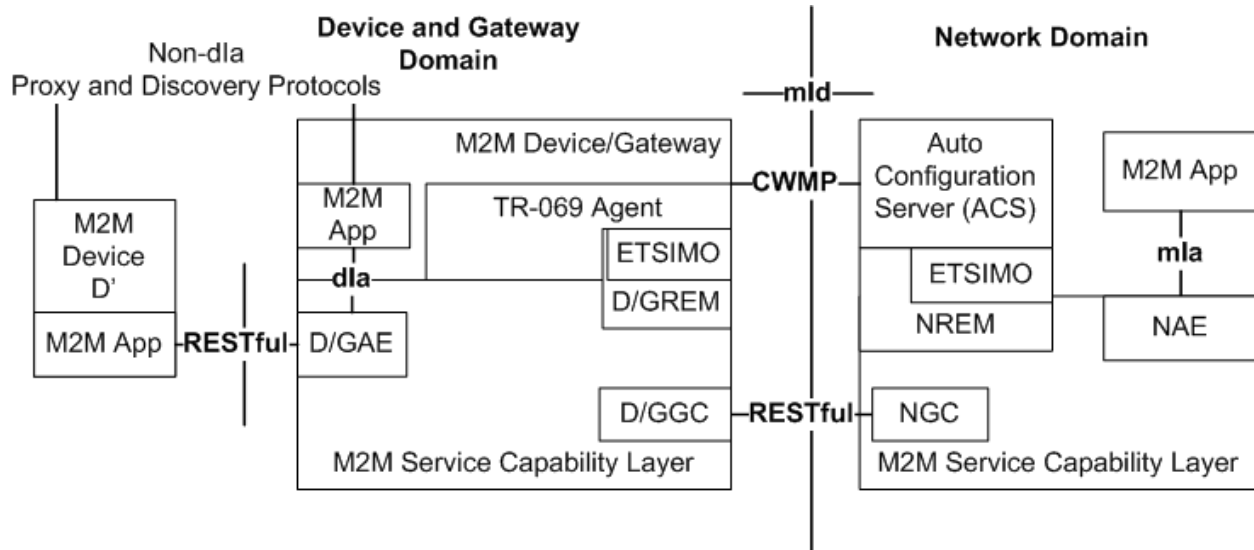 Non-dIa
Proxy and Discovery Protocols
Device and Gateway
Domain
Network Domain
mId
M2M Device/Gateway
M2M
App
TR-069 Agent
ETSIMO
D/GREM
dIa
CWMP
Auto
Configuration
Server (ACS)
ETSIMO
NREM
M2M App
mIa
NAE
M2M
Device
D'
M2M App
RESTful
D/GAE
D/GGC
RESTful
NGC
M2M Service Capability Layer
M2M Service Capability Layer